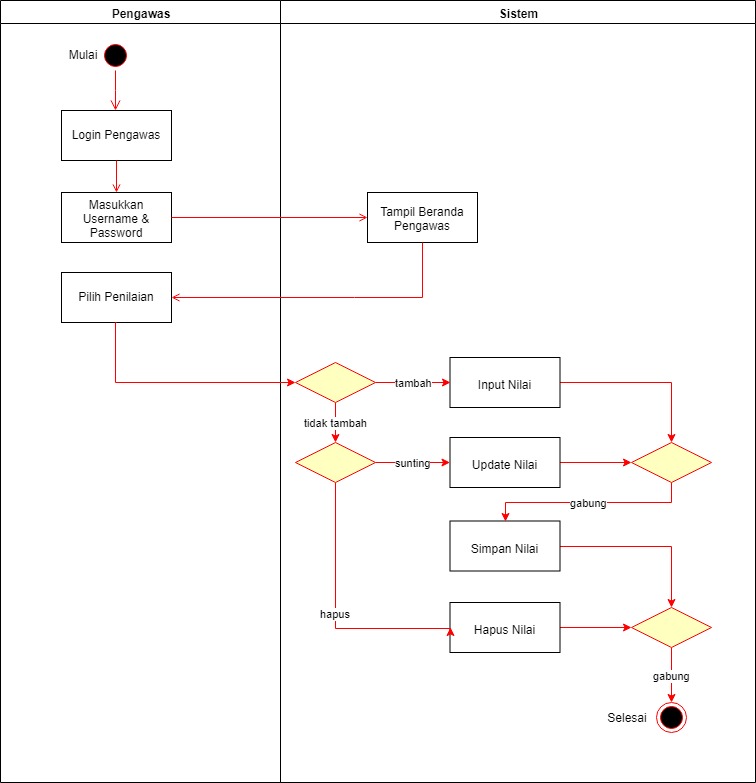 Pengawas
Sistem
Mulai
Login Pengawas
Masukkan
Username &
Password
Tampil Beranda
Pengawas
Pilih Penilaian
tambah
Input Nilai
tidak tambah
sunting
Update Nilai
gabung
Simpan Nilai
hapus
Hapus Nilai
gabung
Selesai